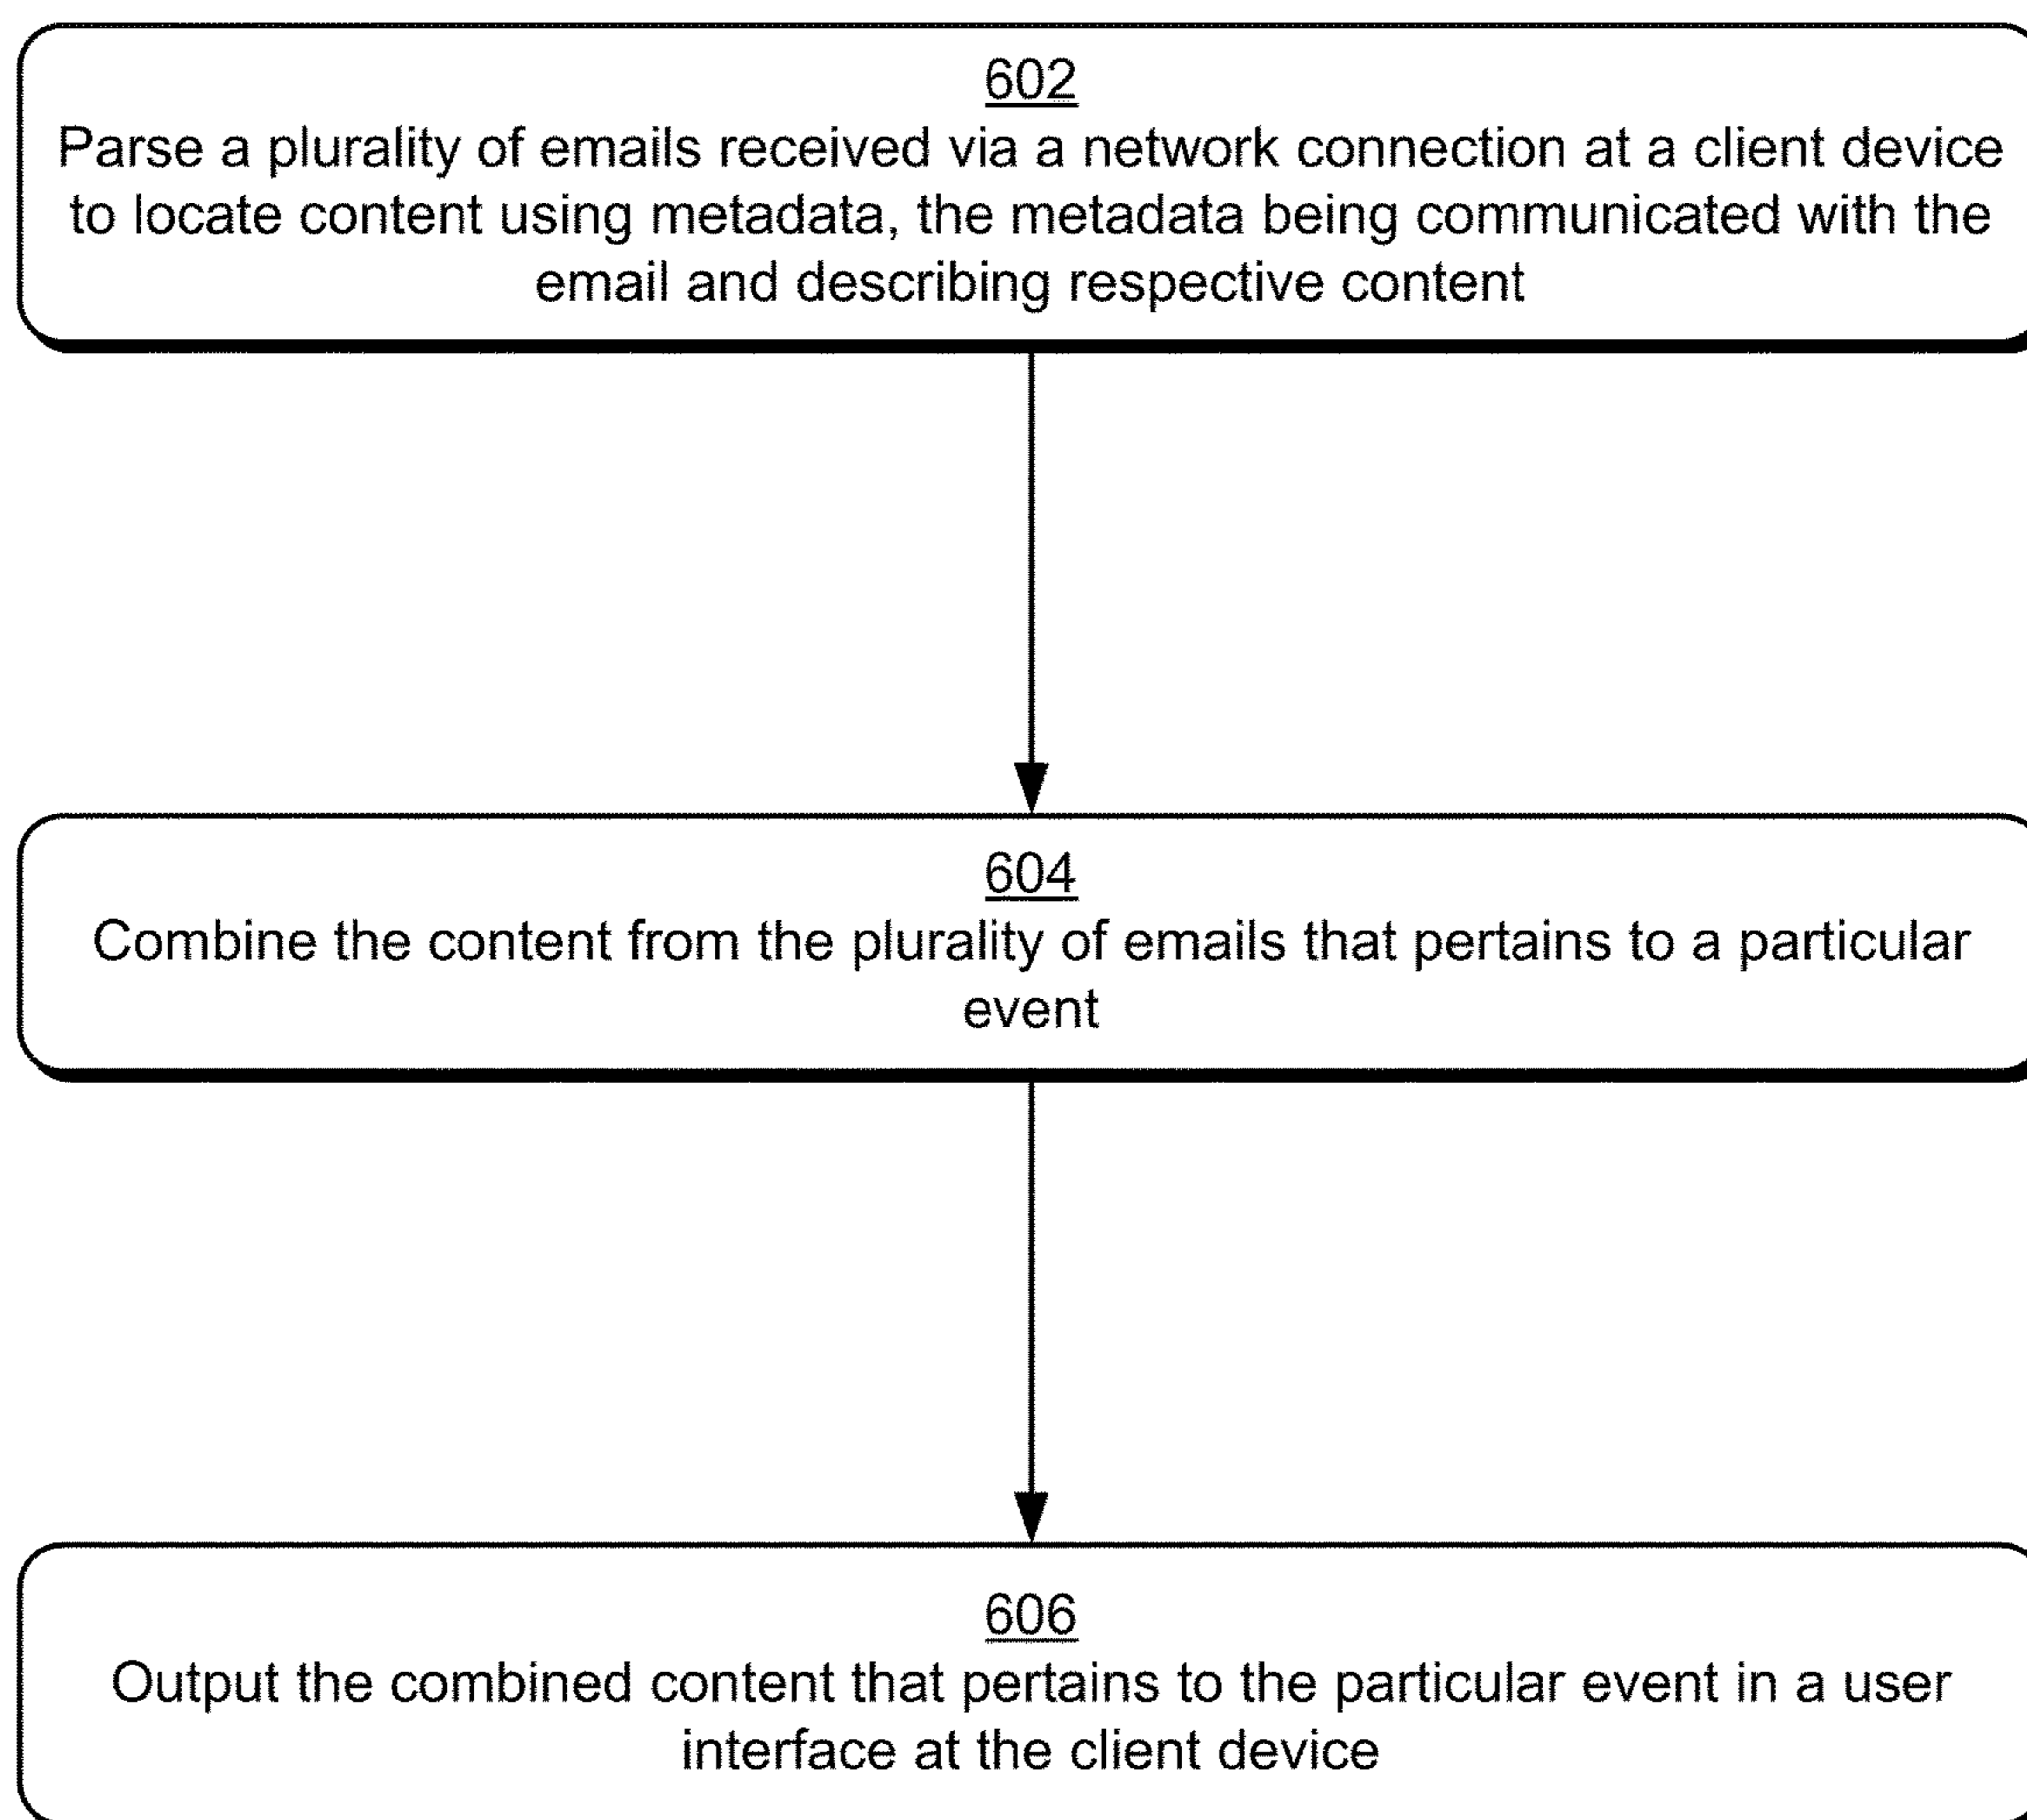 602
Parse a plurality of emails received via a network connection at a client device
to locate content using metadata, the metadata being communicated with the
email and describing respective content
604
Combine the content from the plurality of emails that pertains to a particular
event
606
Output the combined content that pertains to the particular event in a user
interface at the client device